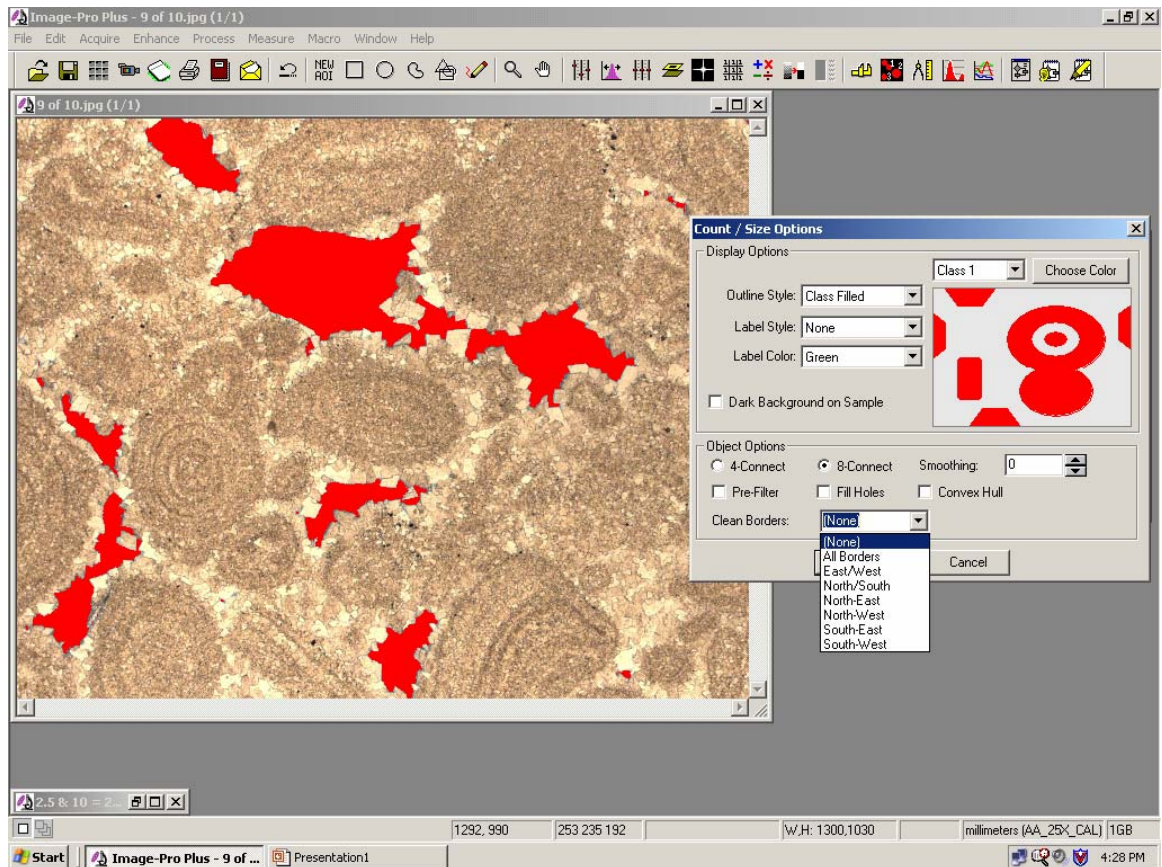 Image-Pro Plus - 9 of 10.jpg (1/1)
File Edit Acquire Enhance Process Measure Macro Window Help
NEW
AOI
9 of 10.jpg (1/1)
Count / Size Options
Display Options
Class 1 Choose Color
Outline Style: Class Filled
Label Style: None
Label Color: Green
Dark Background on Sample
Object Options
4-Connect 8-Connect Smoothing: 0
Pre-Filter Fill Holes Convex Hull
Clean Borders: (None)
(None)
All Borders
East/West
North/South
North-East
North-West
South-East
South-West
Cancel
2.5 & 10 = 2...
1292, 990 253 235 192 W,H: 1300,1030 millimeters (AA_25X_CAL) 1GB
Start Image-Pro Plus - 9 of ... Presentation1 4:28 PM